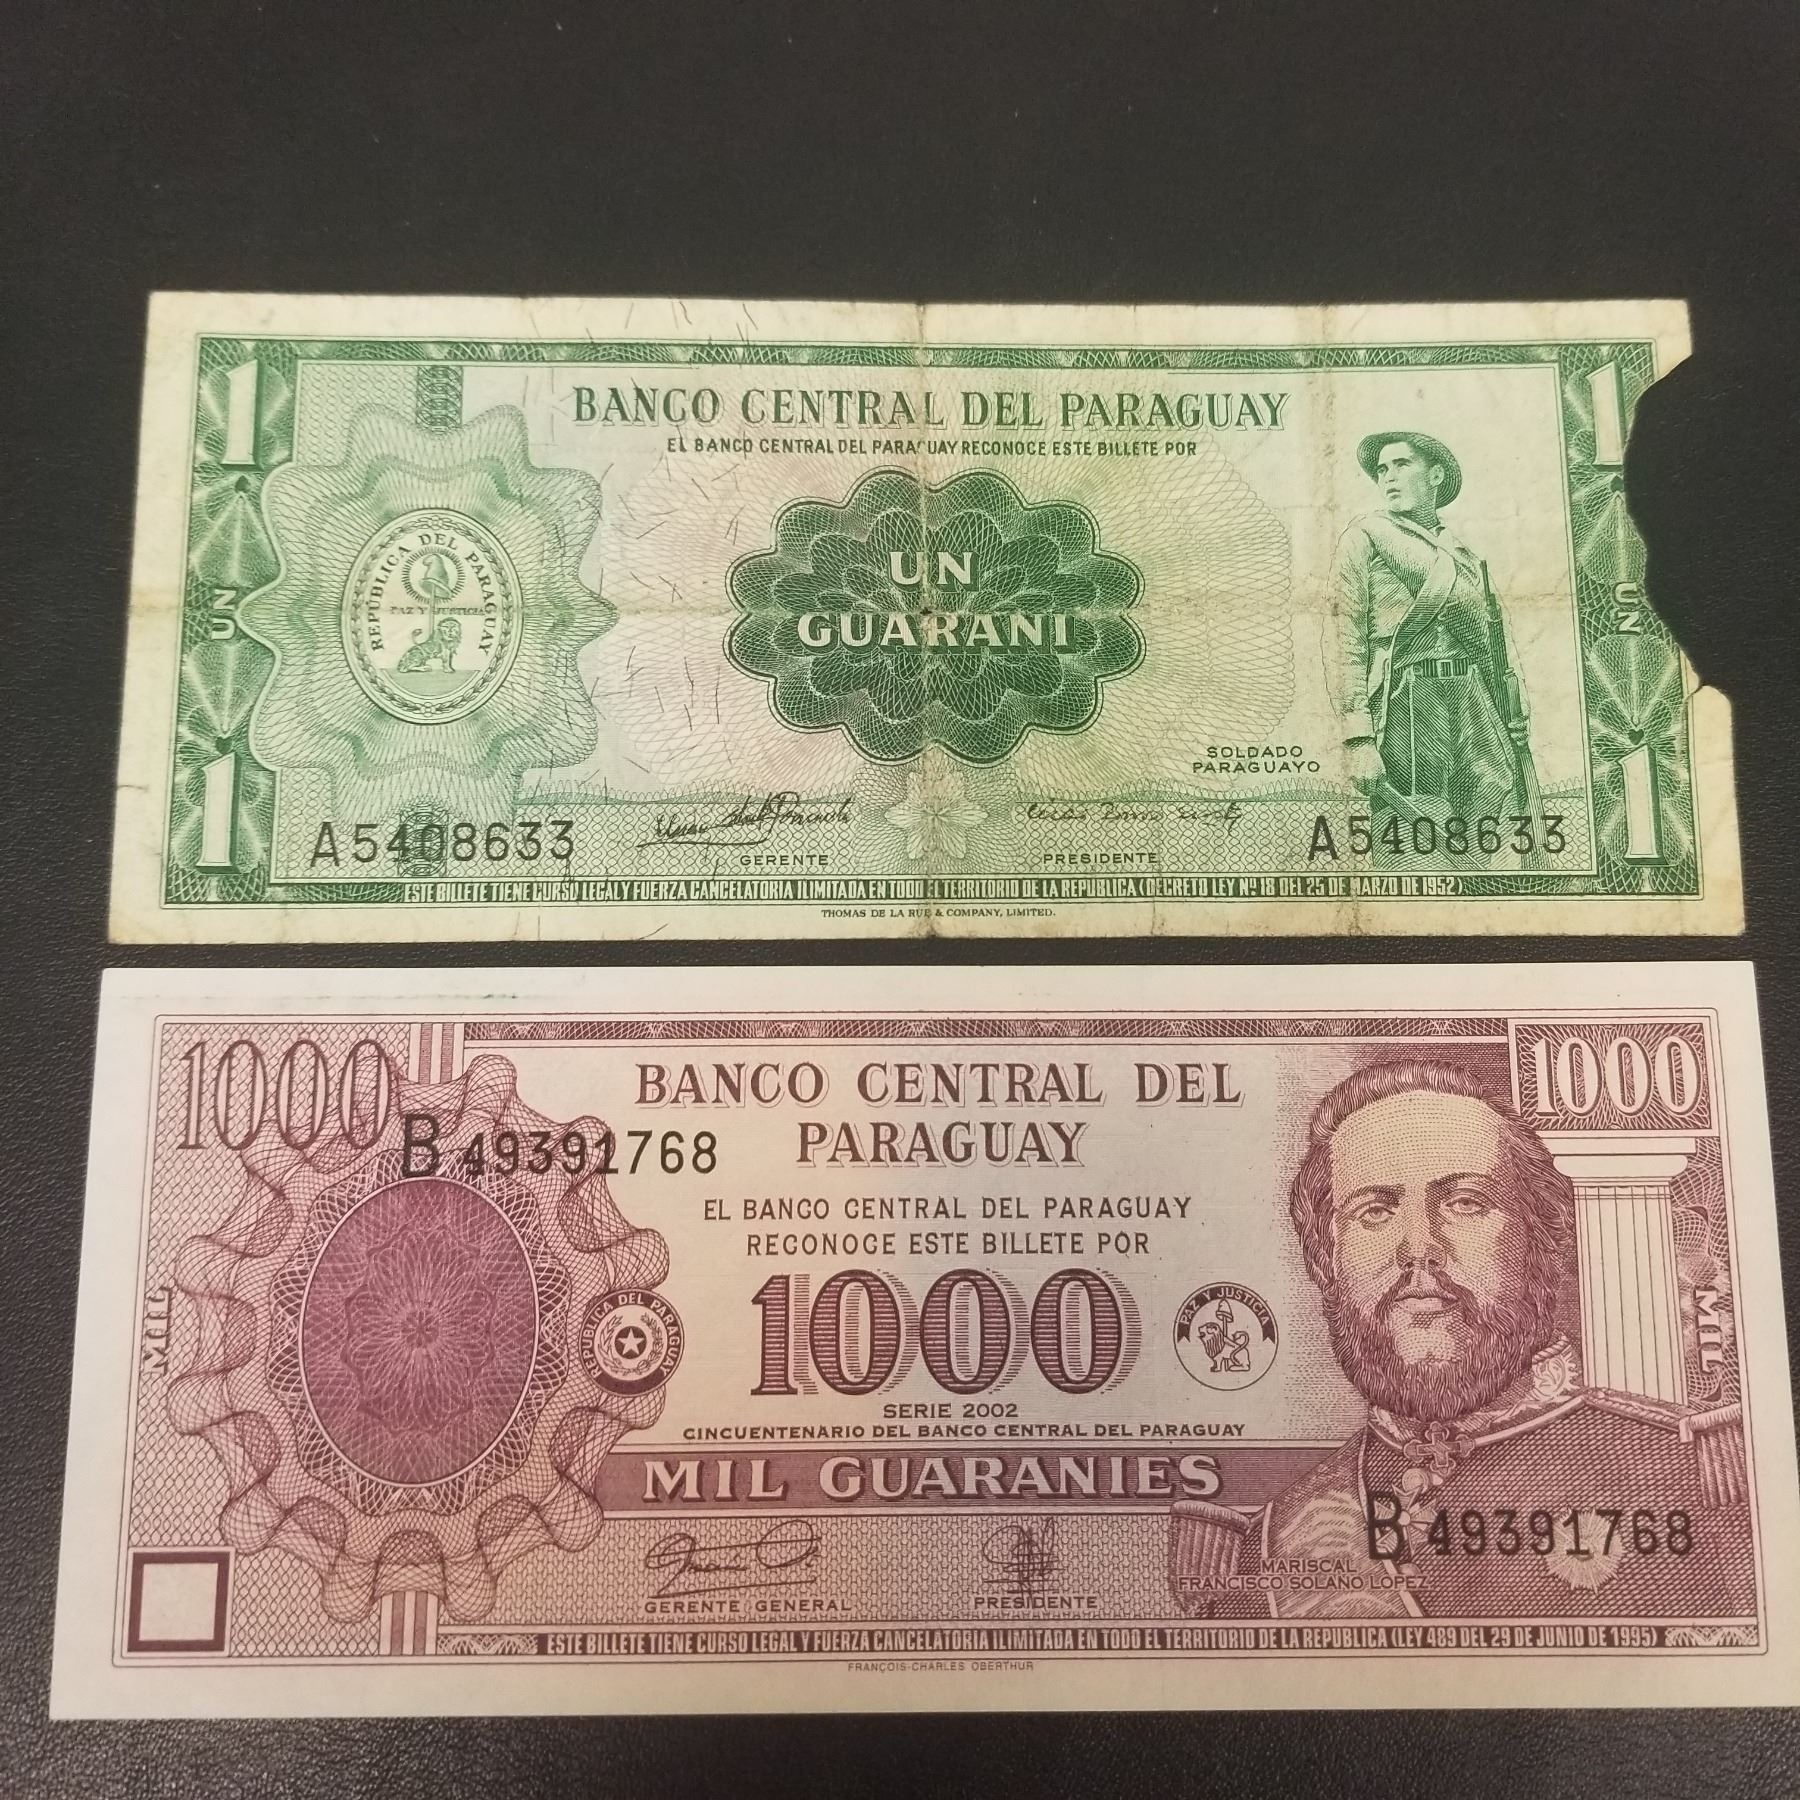 1
1
BANCO CENTRAL DEL PARAGUAY
EL BANCO CENTRAL DEL PARA UAY RECONOCE ESTE BILLETE POR
REPUBLICA DEL PARAGUAY
PAZ Y JUSTICIA
UN
GUARANI
UN
UN
SOLDADO
PARAGUAYO
1
1
A5408633
GERENTE
PRESIDENTE
A5408633
ESTE BILLETE TIENE CURSO LEGAL Y FUERZA CANCELATORIA ILIMITADA EN TODO EL TERRITORIO DE LA REPUBLICA (DECRETO LEY Nº 18 DEL 25 DE MARZO DE 1952)
THOMAS DE LA RUE & COMPANY, LIMITED.
1000
1000
BANCO CENTRAL DEL
PARAGUAY
B 49391768
EL BANCO CENTRAL DEL PARAGUAY
RECONOCE ESTE BILLETE POR
1000
REPUBLICA DEL PARAGUAY
PAZ Y JUSTICIA
MIL
MIL
SERIE 2002
CINCUENTENARIO DEL BANCO CENTRAL DEL PARAGUAY
MIL GUARANIES
B 49391768
MARISCAL
FRANCISCO SOLANO LOPEZ
GERENTE GENERAL
PRESIDENTE
ESTE BILLETE TIENE CURSO LEGAL Y FUERZA CANCELATORIA ILIMITADA EN TODO EL TERRITORIO DE LA REPUBLICA (LEY 489 DEL 29 DE JUNIO DE 1995)
FRANÇOIS-CHARLES OBERTHUR